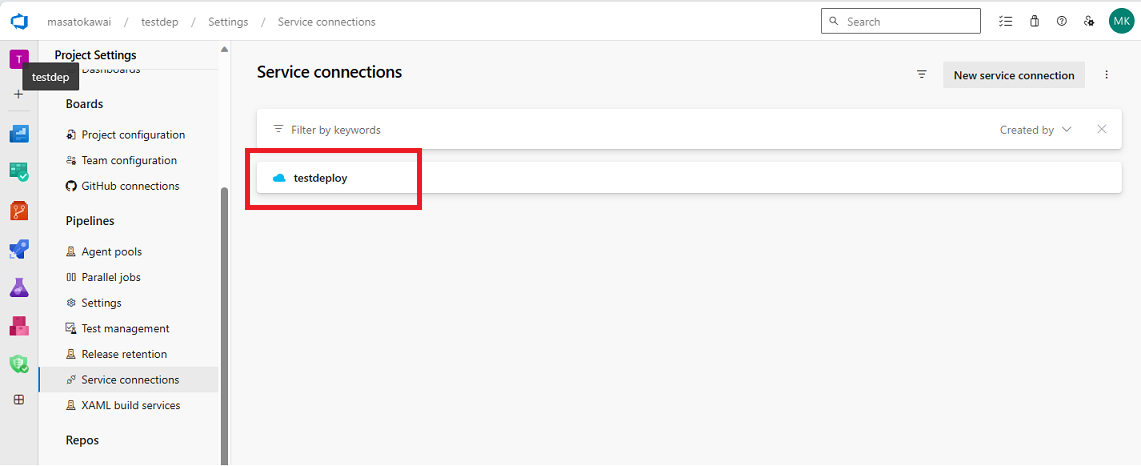 masatokawai / testdep / Settings / Service connections
Search
MK
T
testdep
Project Settings
Dashboards
Boards
Project configuration
Team configuration
GitHub connections
Pipelines
Agent pools
Parallel jobs
Settings
Test management
Release retention
Service connections
XAML build services
Repos
Service connections
New service connection
Filter by keywords
Created by
testdeploy